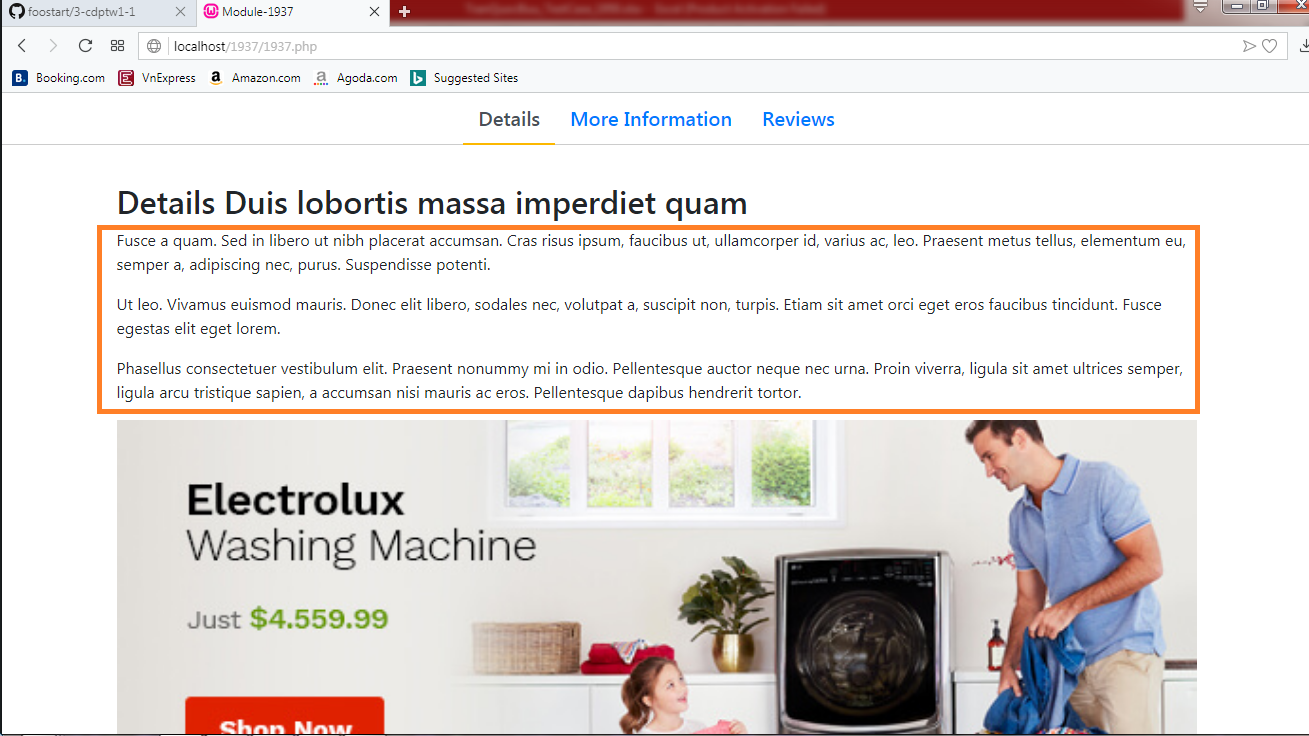 foostart/3-cdptw1-1
Module-1937
localhost/1937/1937.php
B. Booking.com
VnExpress
a Amazon.com
a Agoda.com
b Suggested Sites
Details
More Information
Reviews
Details Duis lobortis massa imperdiet quam
Fusce a quam. Sed in libero ut nibh placerat accumsan. Cras risus ipsum, faucibus ut, ullamcorper id, varius ac, leo. Praesent metus tellus, elementum eu,
semper a, adipiscing nec, purus. Suspendisse potenti.
Ut leo. Vivamus euismod mauris. Donec elit libero, sodales nec, volutpat a, suscipit non, turpis. Etiam sit amet orci eget eros faucibus tincidunt. Fusce
egestas elit eget lorem.
Phasellus consectetuer vestibulum elit. Praesent nonummy mi in odio. Pellentesque auctor neque nec urna. Proin viverra, ligula sit amet ultrices semper,
ligula arcu tristique sapien, a accumsan nisi mauris ac eros. Pellentesque dapibus hendrerit tortor.
Electrolux
Washing Machine
Just $4.559.99
Shop Now